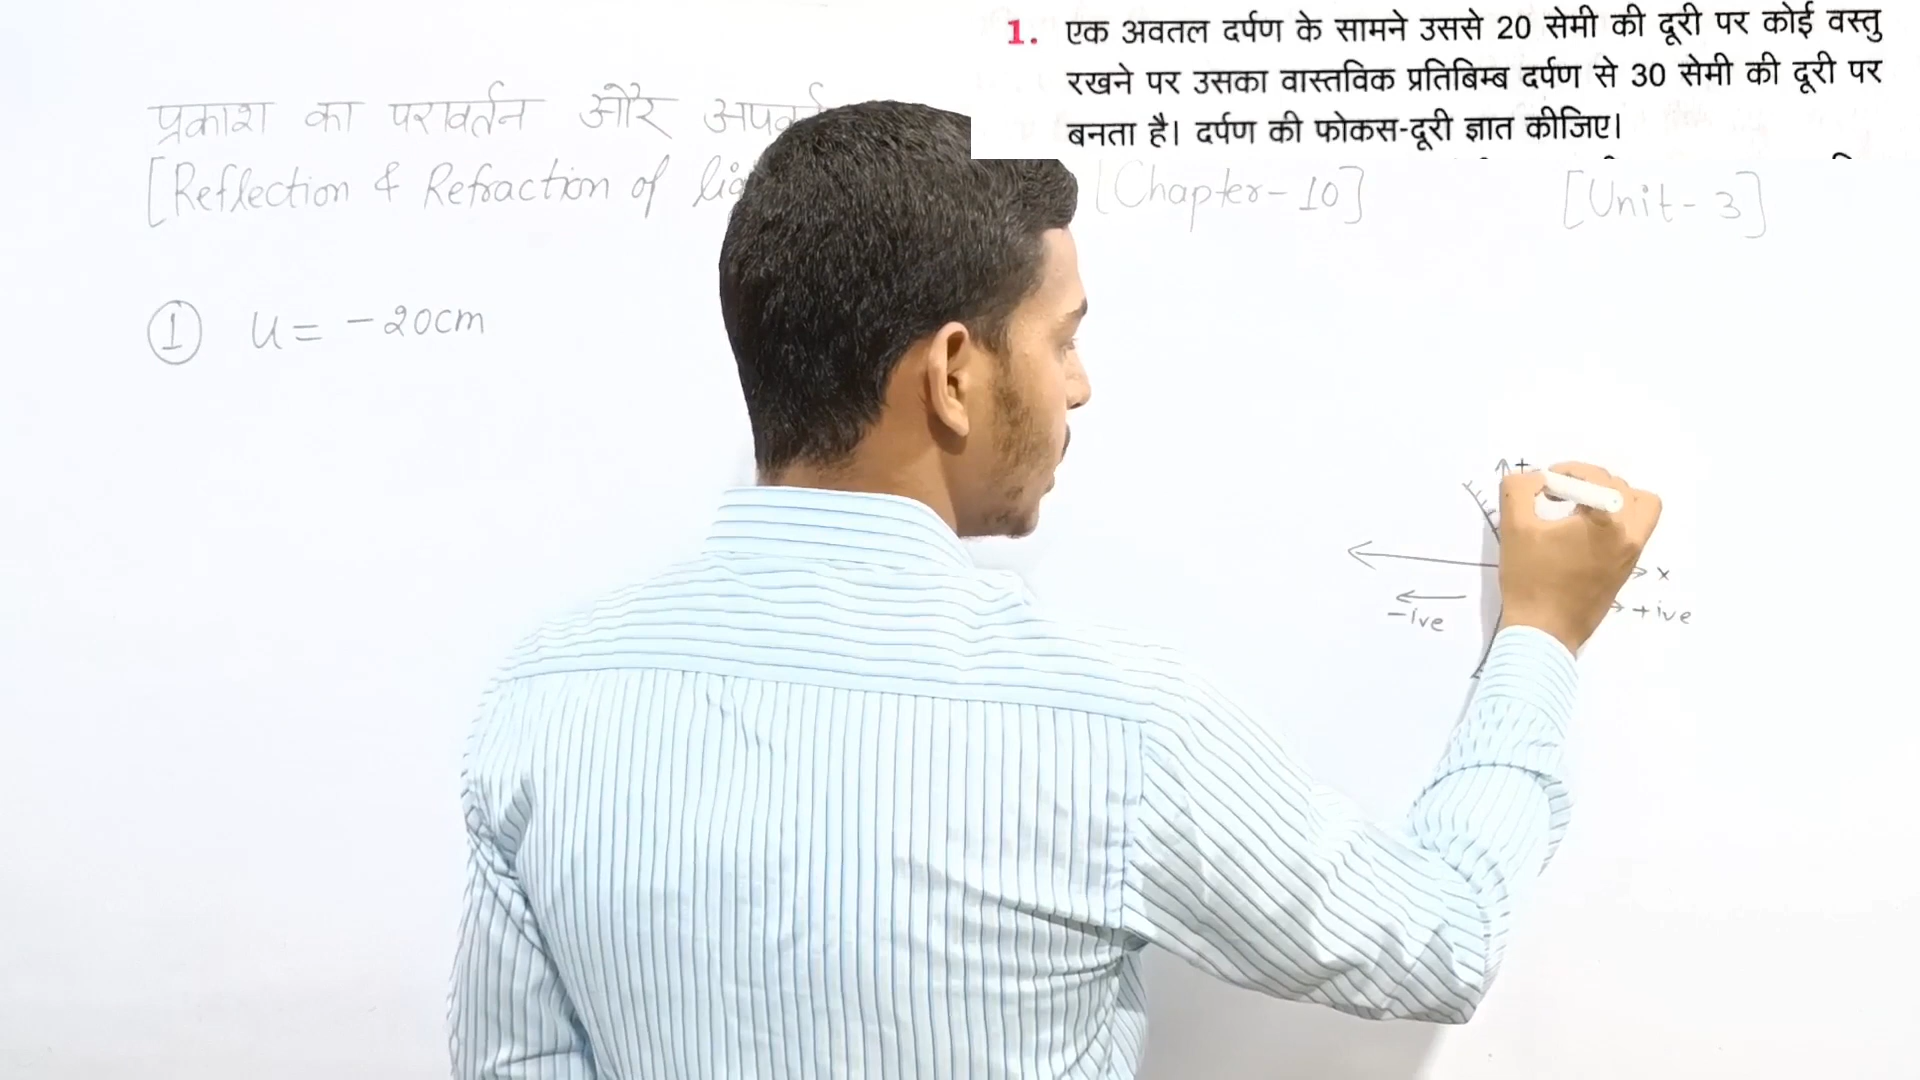 1. एक अवतल दर्पण के सामने उससे 20 सेमी की दूरी पर कोई वस्तु
रखने पर उसका वास्तविक प्रतिबिम्ब दर्पण से 30 सेमी की दूरी पर
बनता है। दर्पण की फोकस-दूरी ज्ञात कीजिए।
प्रकाश का परावर्तन और
[Reflection & Refraction of [Chapter-10] [Unit-3]
① u = -20cm
+
x
-ive +ive